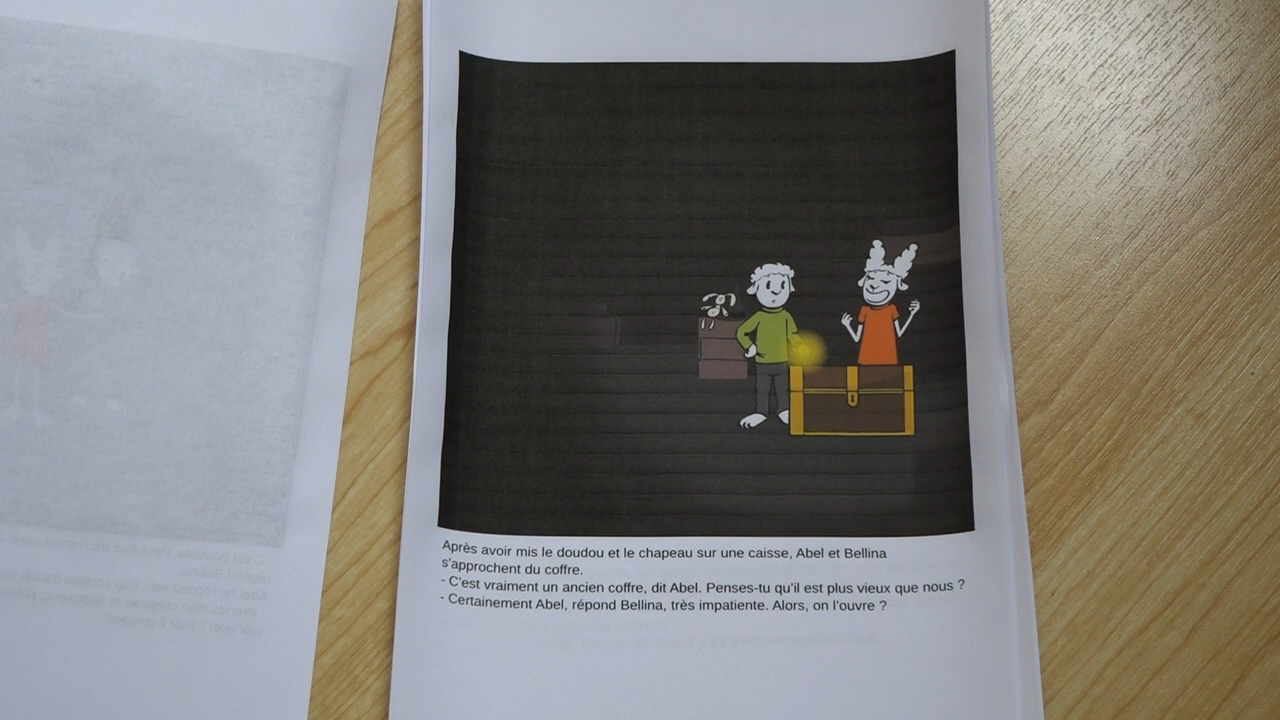 Après avoir mis le doudou et le chapeau sur une caisse, Abel et Bellina
s'approchent du coffre.
- C'est vraiment un ancien coffre, dit Abel. Penses-tu qu'il est plus vieux que nous ?
- Certainement Abel, répond Bellina, très impatiente. Alors, on l'ouvre ?